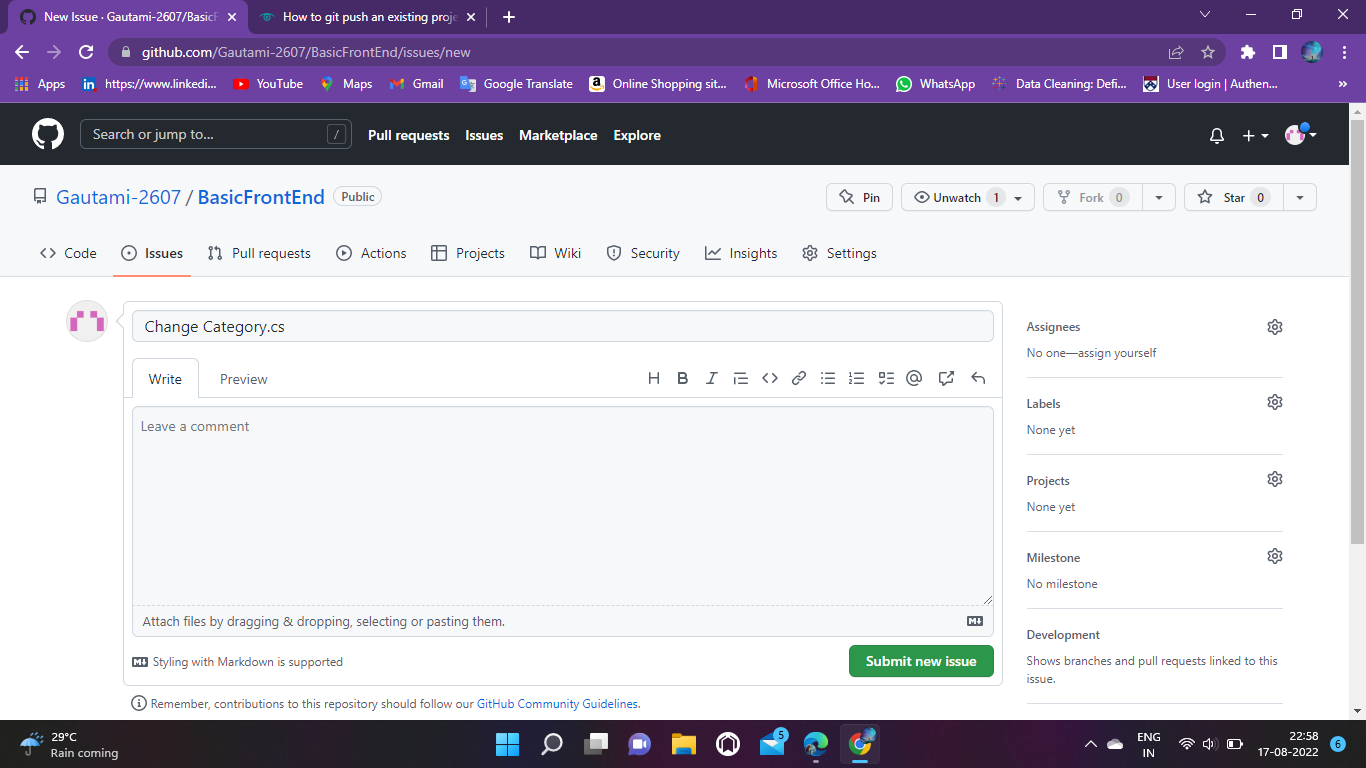 New Issue · Gautami-2607/BasicF
How to git push an existing proje
github.com/Gautami-2607/BasicFrontEnd/issues/new
Apps https://www.linkedi... YouTube Maps Gmail Google Translate Online Shopping sit... Microsoft Office Ho... WhatsApp Data Cleaning: Defi... User login | Authen... »
Search or jump to... / Pull requests Issues Marketplace Explore
Gautami-2607 / BasicFrontEnd Public Pin Unwatch 1 Fork 0 Star 0
Code Issues Pull requests Actions Projects Wiki Security Insights Settings
Change Category.cs
Write Preview H B I
Leave a comment
Attach files by dragging & dropping, selecting or pasting them.
Styling with Markdown is supported
Submit new issue
Remember, contributions to this repository should follow our GitHub Community Guidelines.
Assignees
No one—assign yourself
Labels
None yet
Projects
None yet
Milestone
No milestone
Development
Shows branches and pull requests linked to this
issue.
29°C
Rain coming
5
ENG
IN
22:58
17-08-2022
6